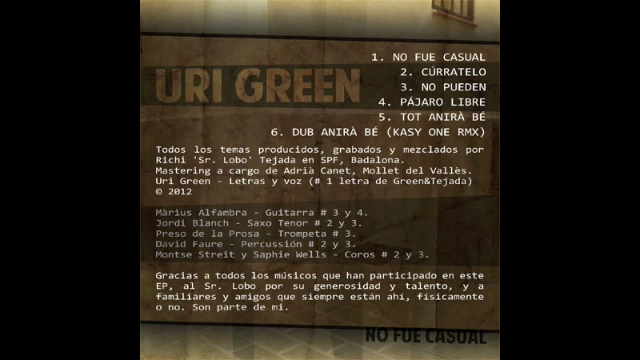 1. NO FUE CASUAL
URI GREEN
2. CÚRRATELO
3. NO PUEDEN
4. PÁJARO LIBRE
5. TOT ANIRÀ BÉ
6. DUB ANIRÀ BÉ (KASY ONE RMX)
Todos los temas producidos, grabados y mezclados por
Richi 'Sr. Lobo' Tejada en SPF, Badalona.
Mastering a cargo de Adrià Canet, Mollet del Vallès.
Uri Green - Letras y voz (# 1 letra de Green&Tejada)
© 2012
Màrius Alfambra - Guitarra # 3 y 4.
Jordi Blanch - Saxo Tenor # 2 y 3.
Preso de la Prosa - Trompeta # 3.
David Faure - Percussión # 2 y 3.
Montse Streit y Saphie Wells - Coros # 2 y 3.
Gracias a todos los músicos que han participado en este
EP, al Sr. Lobo por su generosidad y talento, y a
familiares y amigos que siempre están ahí, físicamente
o no. Son parte de mi.
NO FUE CASUAL